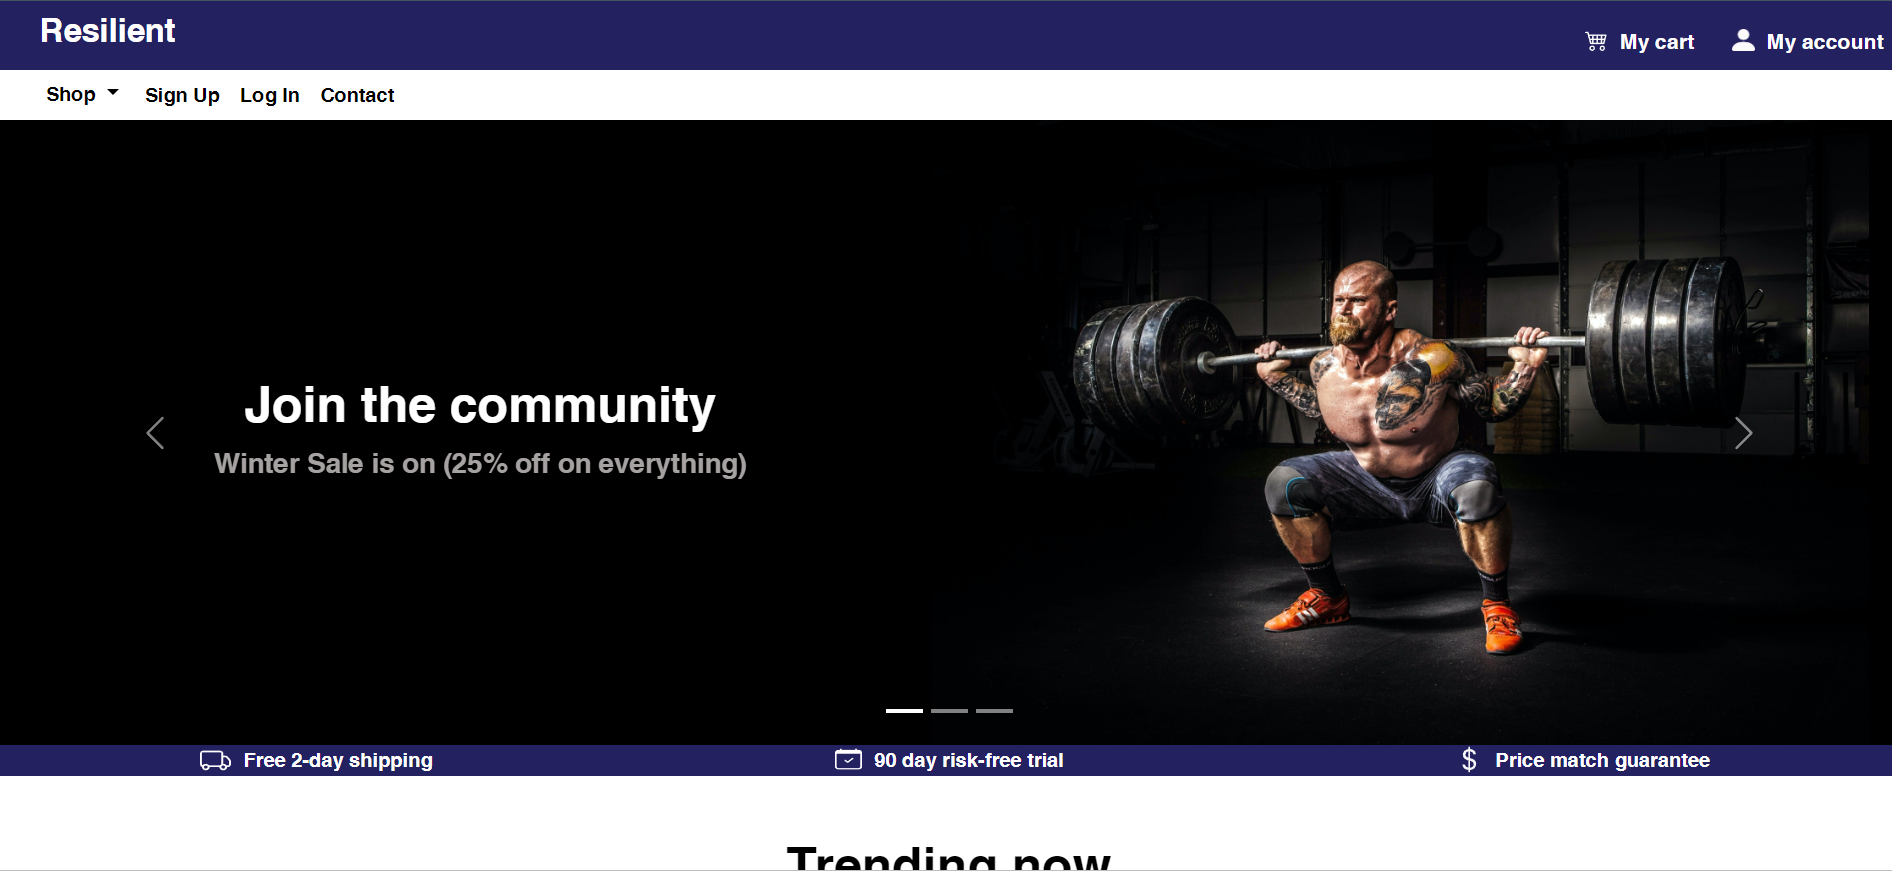 Resilient
My cart
My account
Shop
Sign Up
Log In
Contact
Join the community
Winter Sale is on (25% off on everything)
Free 2-day shipping
90 day risk-free trial
Price match guarantee
Trending now